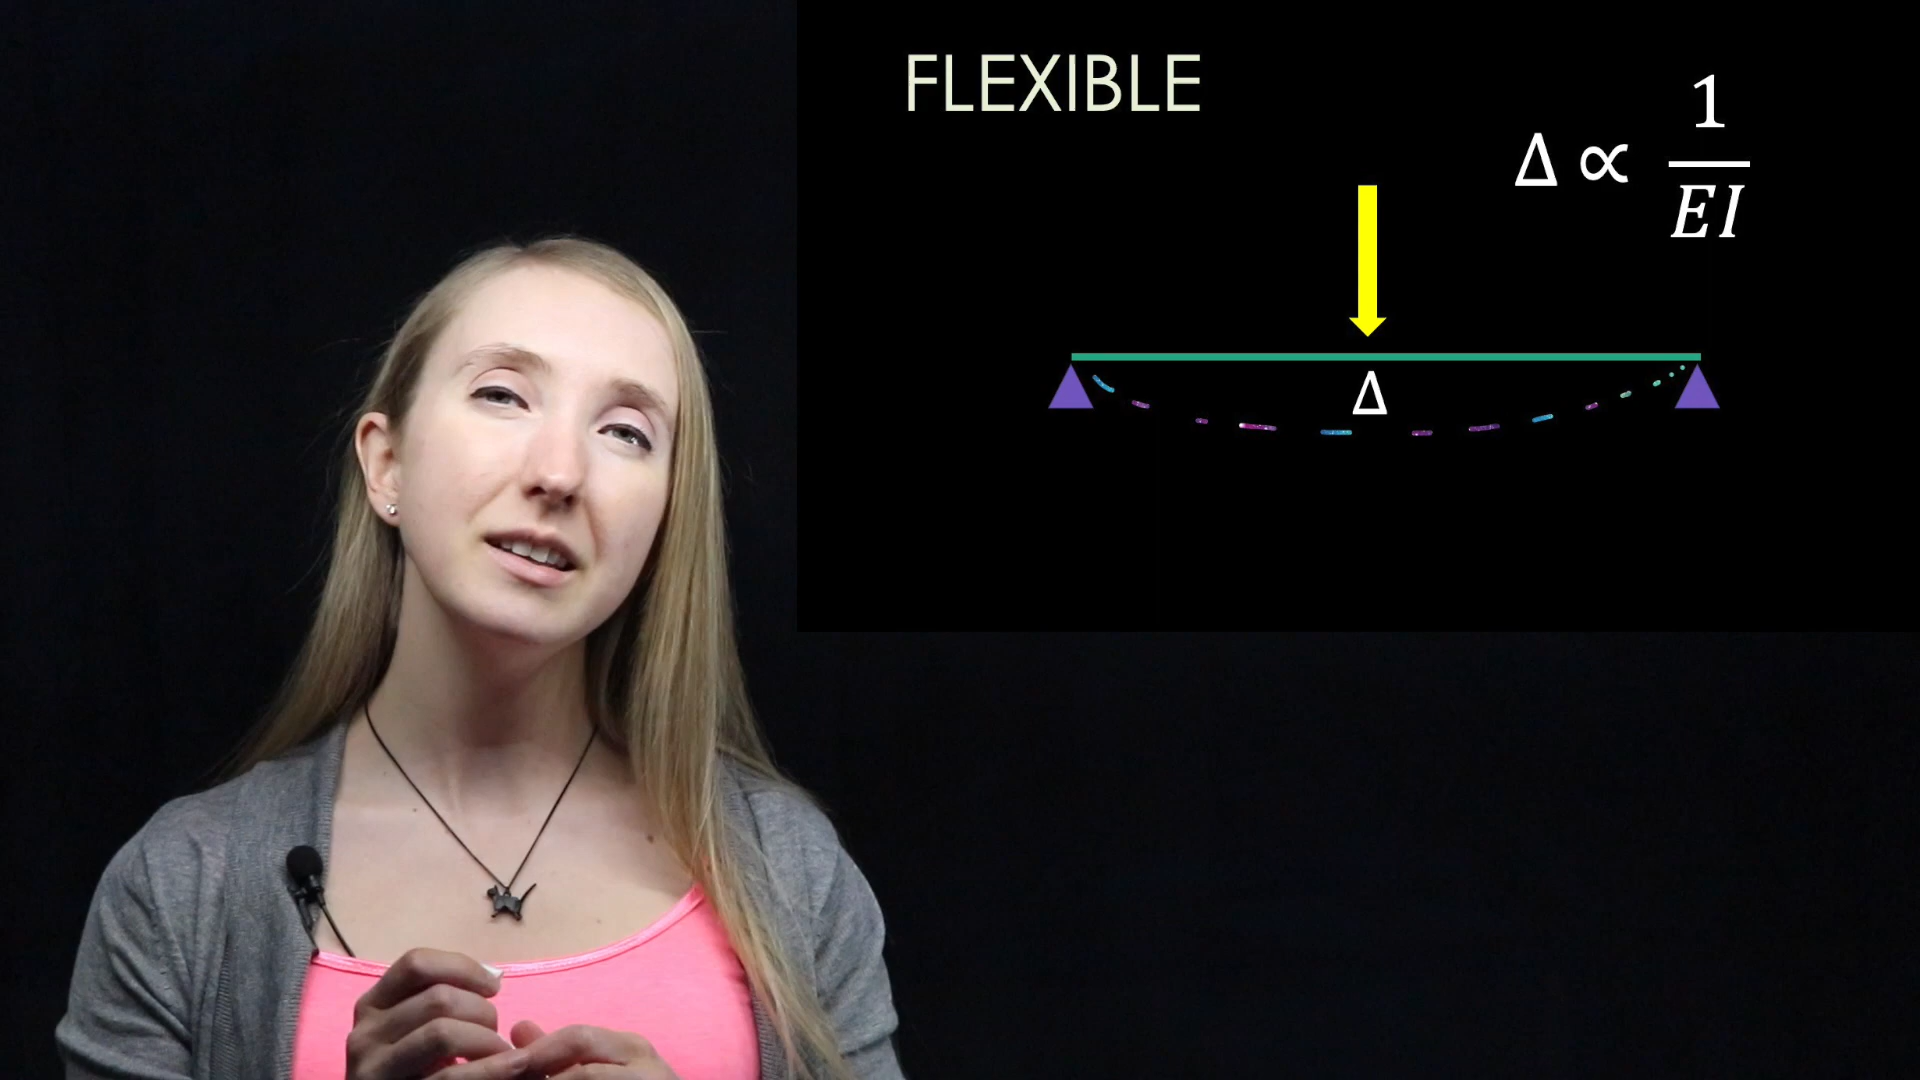 FLEXIBLE
Δ ∝ 1/EI
Δ